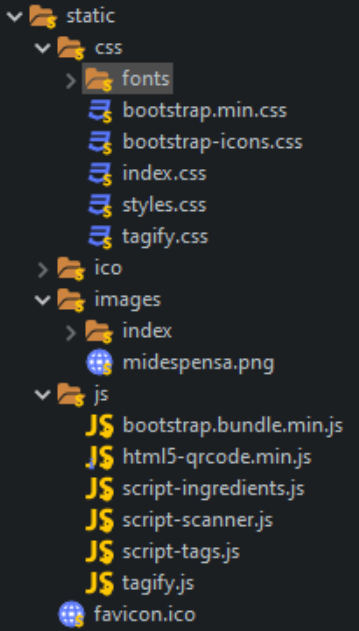 static
css
fonts
bootstrap.min.css
bootstrap-icons.css
index.css
styles.css
tagify.css
ico
images
index
midespensa.png
js
bootstrap.bundle.min.js
html5-qrcode.min.js
script-ingredients.js
script-scanner.js
script-tags.js
tagify.js
favicon.ico